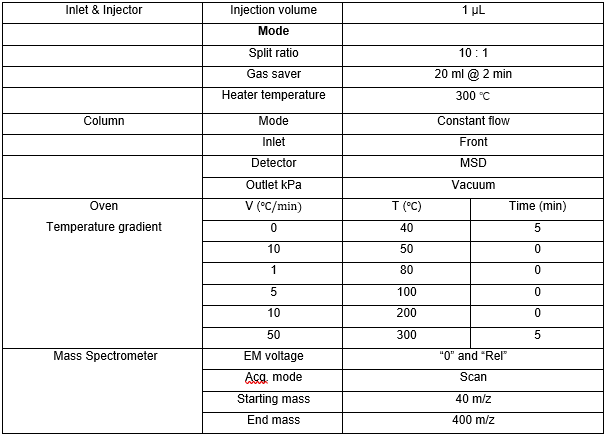 Inlet & Injector Injection volume 1 µL
Mode
Split ratio 10 : 1
Gas saver 20 ml @ 2 min
Heater temperature 300 ℃
Column Mode Constant flow
Inlet Front
Detector MSD
Outlet kPa Vacuum
Oven V (℃/min) T (℃) Time (min)
Temperature gradient 0 40 5
10 50 0
1 80 0
5 100 0
10 200 0
50 300 5
Mass Spectrometer EM voltage “0” and “Rel”
Acq. mode Scan
Starting mass 40 m/z
End mass 400 m/z